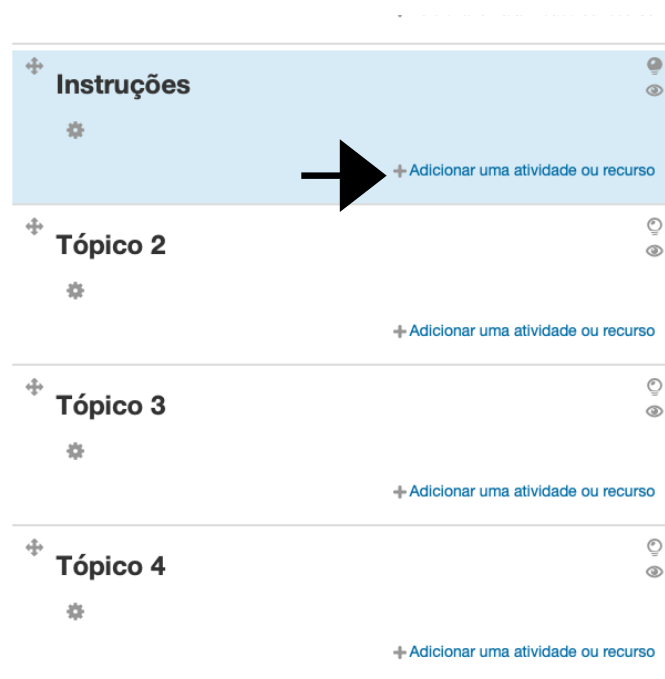 Instruções
Adicionar uma atividade ou recurso
Tópico 2
Adicionar uma atividade ou recurso
Tópico 3
Adicionar uma atividade ou recurso
Tópico 4
Adicionar uma atividade ou recurso